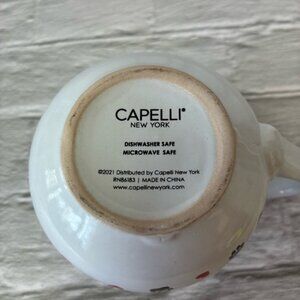 CAPELLI®
NEW YORK
DISHWASHER SAFE
MICROWAVE SAFE
©2021 Distributed by Capelli New York
RN86183 | MADE IN CHINA
www.capellinewyork.com